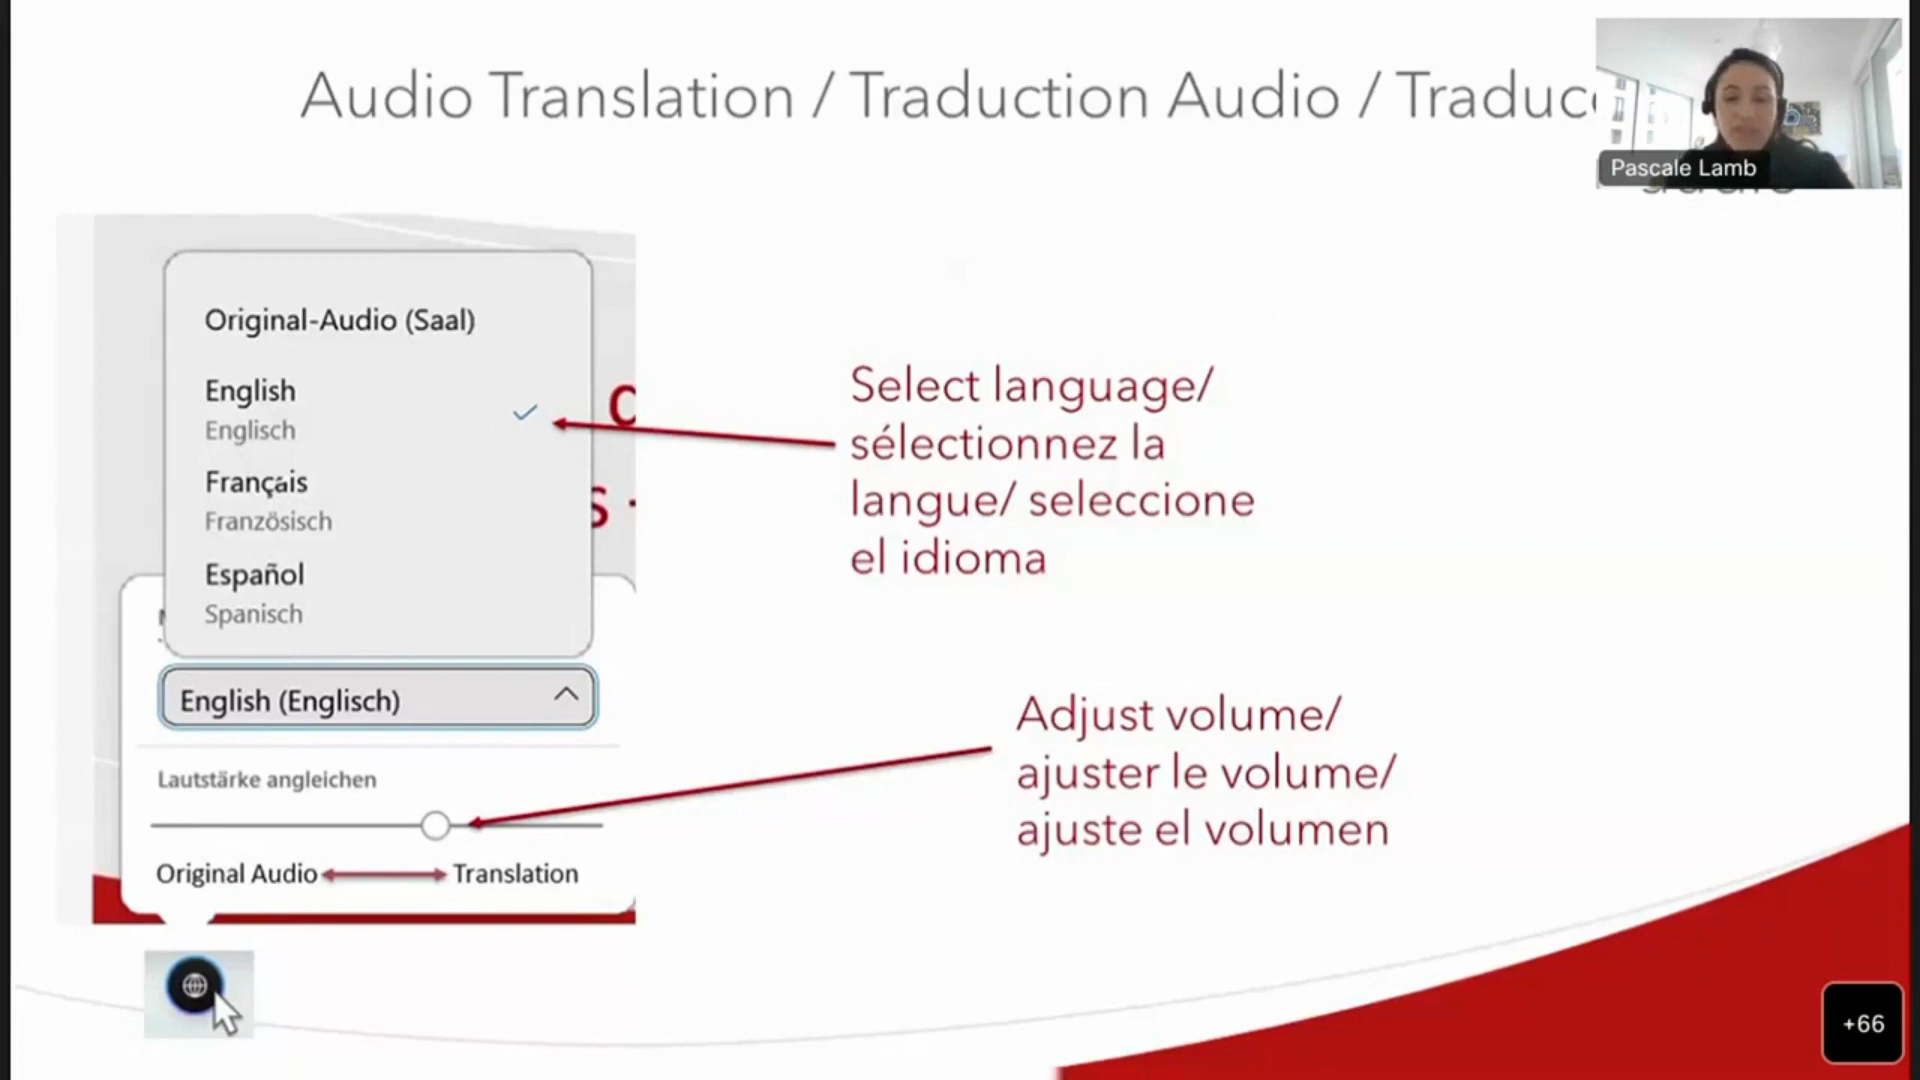 Audio Translation / Traduction Audio /
Pascale Lamb
Original-Audio (Saal)
English
Englisch
Français
Französisch
Español
Spanisch
English (Englisch)
Lautstärke angleichen
Original Audio
Translation
Select language/
sélectionnez la
langue/ seleccione
el idioma
Adjust volume/
ajuster le volume/
ajuste el volumen
+66